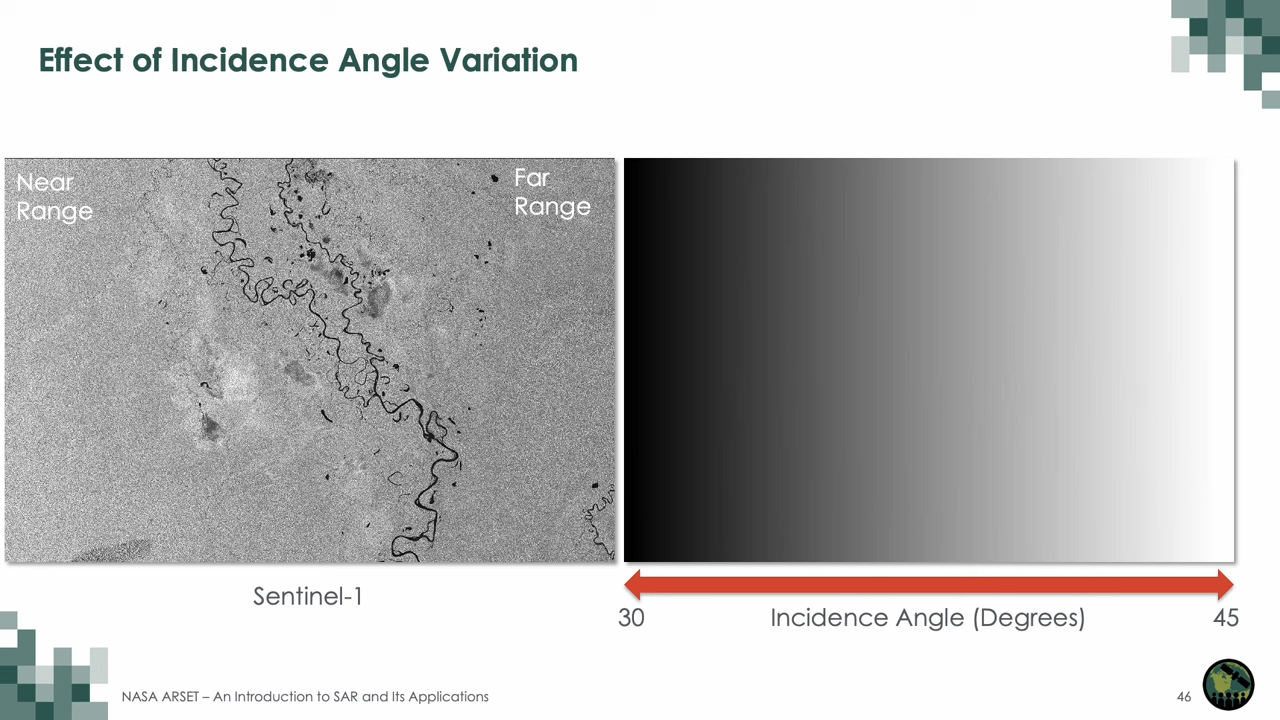 Effect of Incidence Angle Variation
Near
Range
Far
Range
Sentinel-1
30
Incidence Angle (Degrees)
45
NASA ARSET – An Introduction to SAR and Its Applications
46